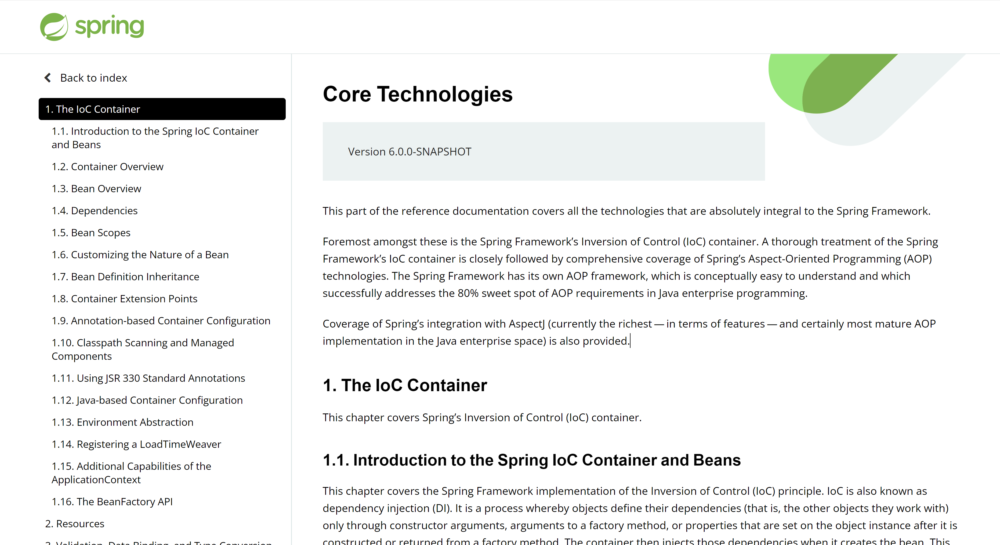 spring
Back to index
1. The IoC Container
1.1. Introduction to the Spring IoC Container
and Beans
1.2. Container Overview
1.3. Bean Overview
1.4. Dependencies
1.5. Bean Scopes
1.6. Customizing the Nature of a Bean
1.7. Bean Definition Inheritance
1.8. Container Extension Points
1.9. Annotation-based Container Configuration
1.10. Classpath Scanning and Managed
Components
1.11. Using JSR 330 Standard Annotations
1.12. Java-based Container Configuration
1.13. Environment Abstraction
1.14. Registering a LoadTimeWeaver
1.15. Additional Capabilities of the
ApplicationContext
1.16. The BeanFactory API
2. Resources
3. Validation, Data Binding, and Type Conversion
Core Technologies
Version 6.0.0-SNAPSHOT
This part of the reference documentation covers all the technologies that are absolutely integral to the Spring Framework.
Foremost amongst these is the Spring Framework’s Inversion of Control (IoC) container. A thorough treatment of the Spring
Framework’s IoC container is closely followed by comprehensive coverage of Spring’s Aspect-Oriented Programming (AOP)
technologies. The Spring Framework has its own AOP framework, which is conceptually easy to understand and which
successfully addresses the 80% sweet spot of AOP requirements in Java enterprise programming.
Coverage of Spring’s integration with AspectJ (currently the richest — in terms of features — and certainly most mature AOP
implementation in the Java enterprise space) is also provided.
1. The IoC Container
This chapter covers Spring’s Inversion of Control (IoC) container.
1.1. Introduction to the Spring IoC Container and Beans
This chapter covers the Spring Framework implementation of the Inversion of Control (IoC) principle. IoC is also known as
dependency injection (DI). It is a process whereby objects define their dependencies (that is, the other objects they work with)
only through constructor arguments, arguments to a factory method, or properties that are set on the object instance after it is
constructed or returned from a factory method. The container then injects those dependencies when it creates the bean. This